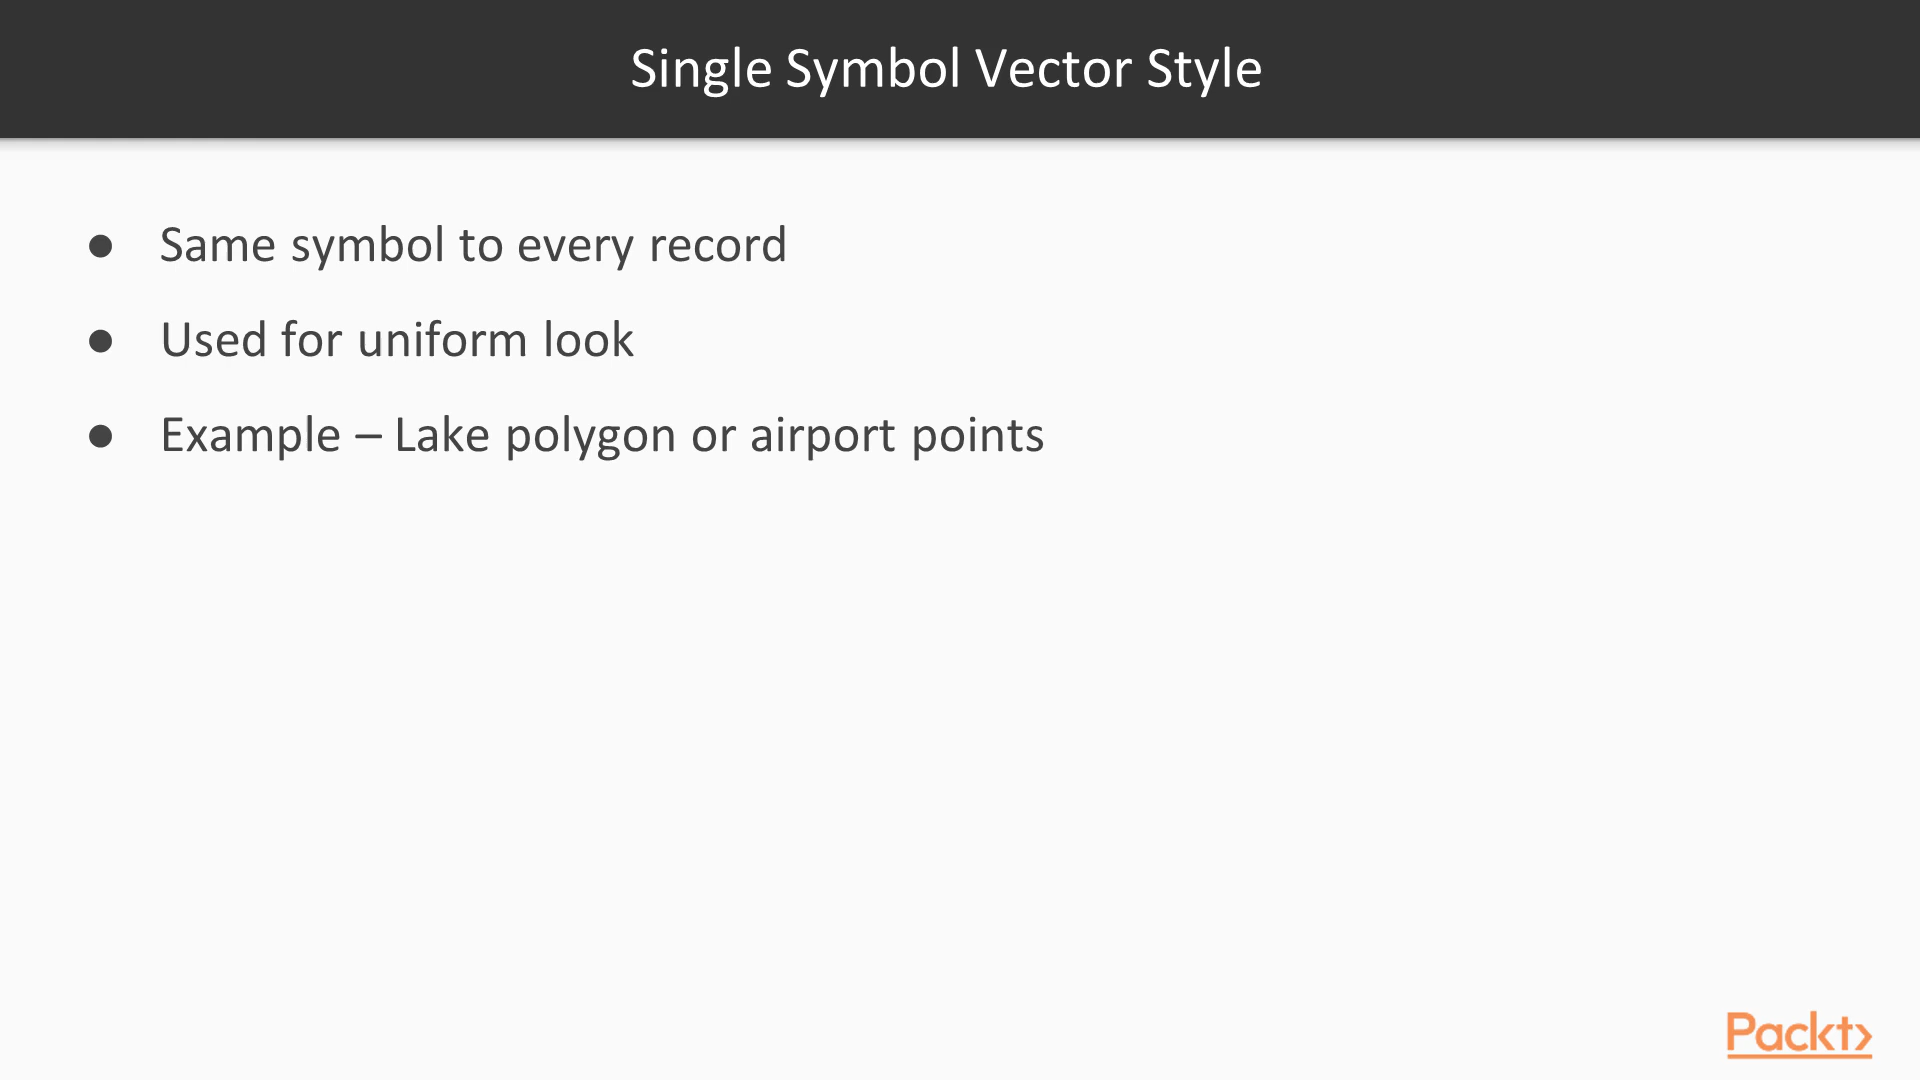 Single Symbol Vector Style
● Same symbol to every record
● Used for uniform look
● Example – Lake polygon or airport points
Packt>